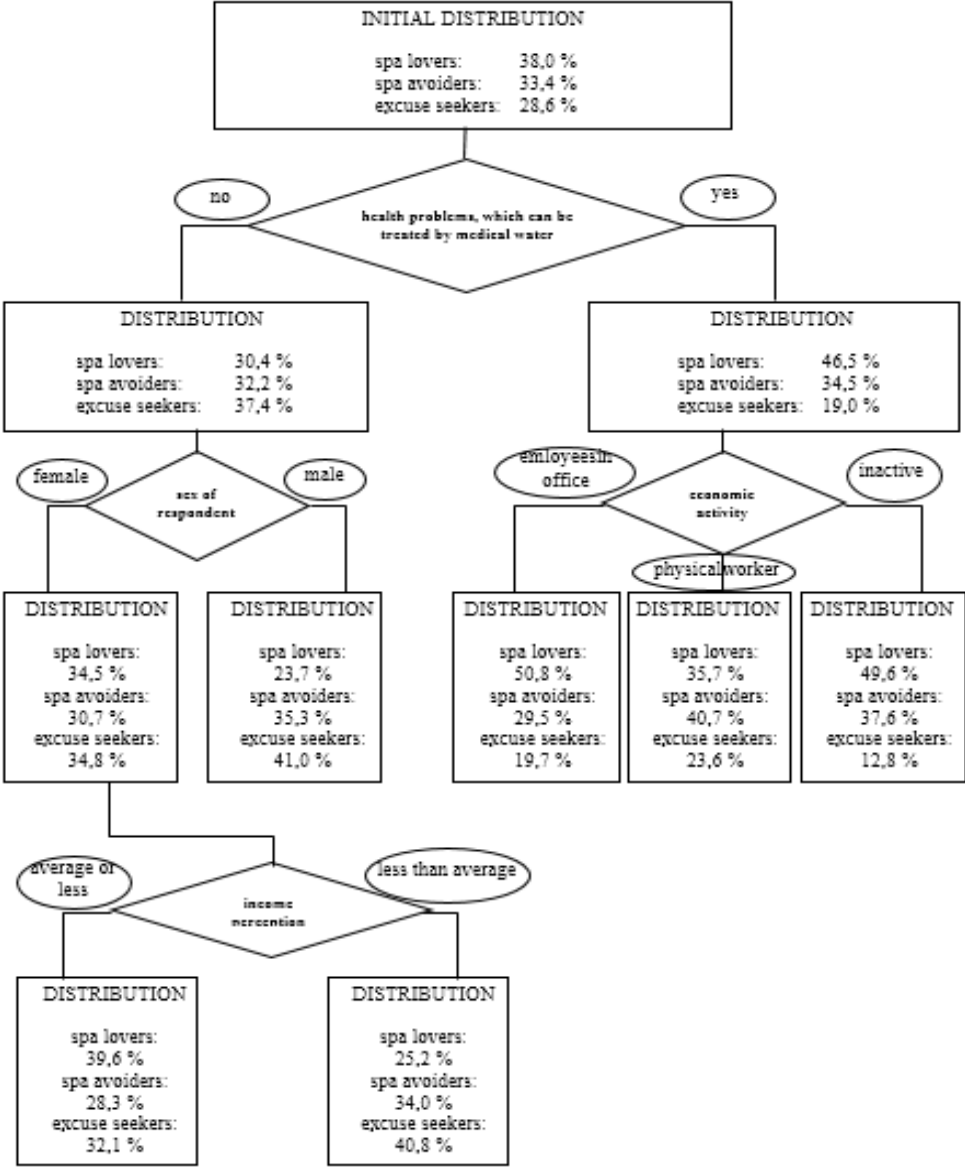 INITIAL DISTRIBUTION
spa lovers: 38,0 %
spa avoiders: 33,4 %
excuse seekers: 28,6 %
no
yes
health problems, which can be
treated by medical water
DISTRIBUTION
spa lovers: 30,4 %
spa avoiders: 32,2 %
excuse seekers: 37,4 %
DISTRIBUTION
spa lovers: 46,5 %
spa avoiders: 34,5 %
excuse seekers: 19,0 %
female
male
sex of
respondent
emloyeesin
office
inactive
economic
activity
physicalworker
DISTRIBUTION
spa lovers:
34,5 %
spa avoiders:
30,7 %
excuse seekers:
34,8 %
DISTRIBUTION
spa lovers:
23,7 %
spa avoiders:
35,3 %
excuse seekers:
41,0 %
DISTRIBUTION
spa lovers:
50,8 %
spa avoiders:
29,5 %
excuse seekers:
19,7 %
DISTRIBUTION
spa lovers:
35,7 %
spa avoiders:
40,7 %
excuse seekers:
23,6 %
DISTRIBUTION
spa lovers:
49,6 %
spa avoiders:
37,6 %
excuse seekers:
12,8 %
average or
less
less than average
income
perception
DISTRIBUTION
spa lovers:
39,6 %
spa avoiders:
28,3 %
excuse seekers:
32,1 %
DISTRIBUTION
spa lovers:
25,2 %
spa avoiders:
34,0 %
excuse seekers:
40,8 %